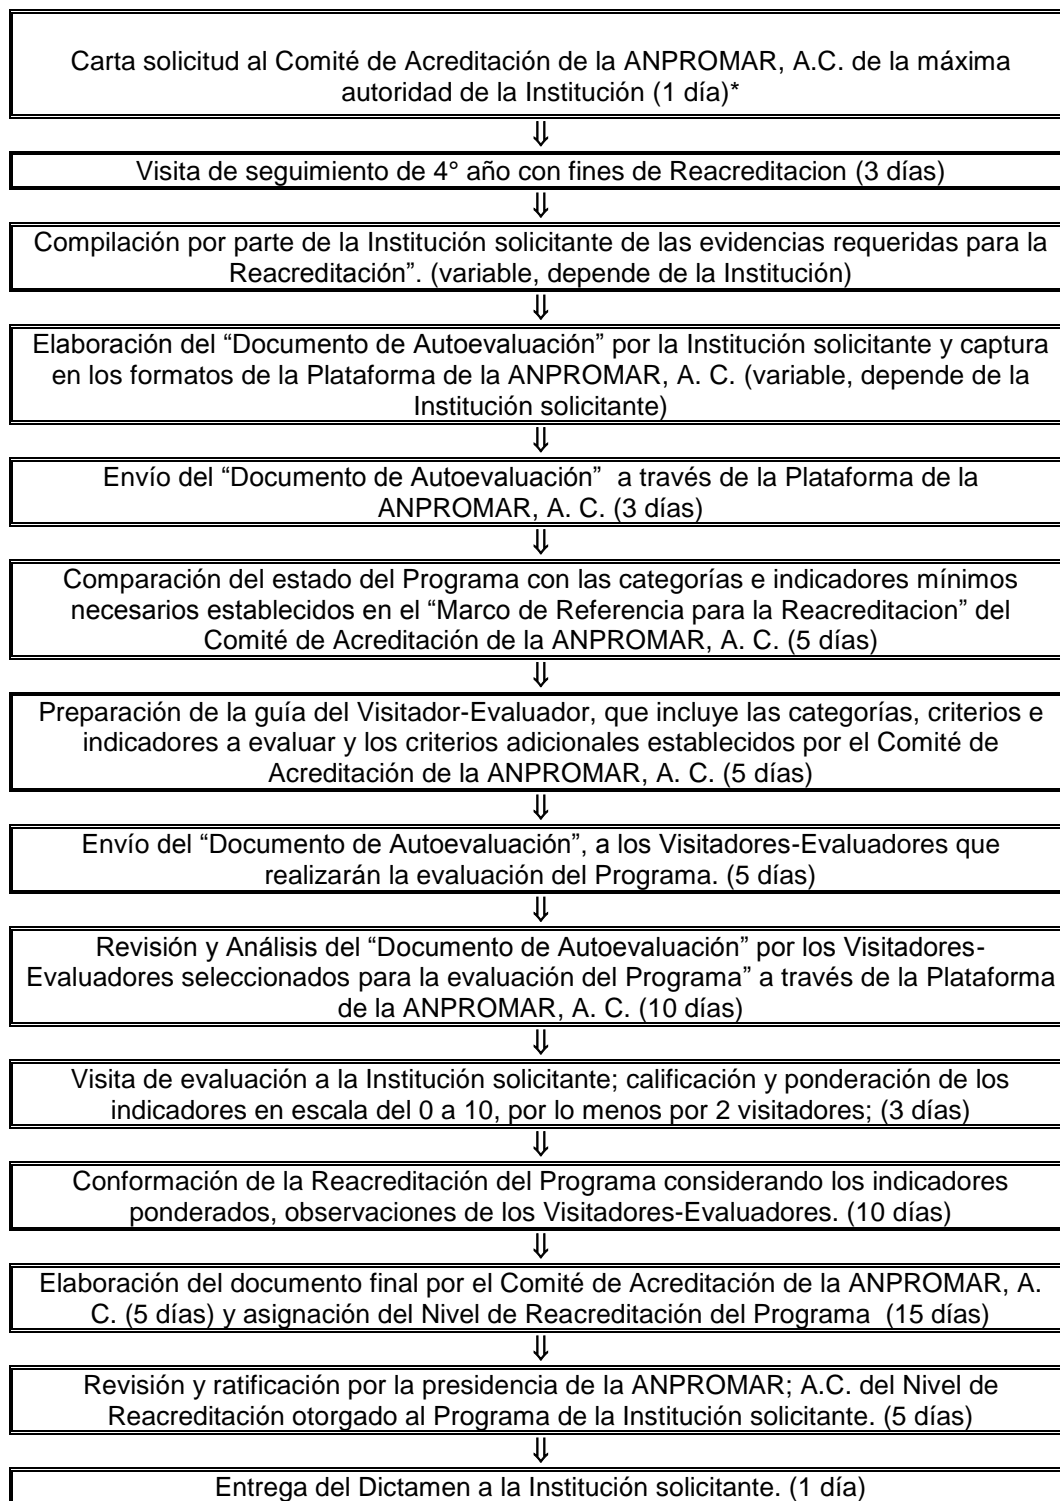 Carta solicitud al Comité de Acreditación de la ANPROMAR, A.C. de la máxima
autoridad de la Institución (1 día)*
⇓
Visita de seguimiento de 4° año con fines de Reacreditacion (3 días)
⇓
Compilación por parte de la Institución solicitante de las evidencias requeridas para la
Reacreditación”. (variable, depende de la Institución)
⇓
Elaboración del “Documento de Autoevaluación” por la Institución solicitante y captura
en los formatos de la Plataforma de la ANPROMAR, A. C. (variable, depende de la
Institución solicitante)
⇓
Envío del “Documento de Autoevaluación”  a través de la Plataforma de la
ANPROMAR, A. C. (3 días)
⇓
Comparación del estado del Programa con las categorías e indicadores mínimos
necesarios establecidos en el “Marco de Referencia para la Reacreditacion” del
Comité de Acreditación de la ANPROMAR, A. C. (5 días)
⇓
Preparación de la guía del Visitador-Evaluador, que incluye las categorías, criterios e
indicadores a evaluar y los criterios adicionales establecidos por el Comité de
Acreditación de la ANPROMAR, A. C. (5 días)
⇓
Envío del “Documento de Autoevaluación”, a los Visitadores-Evaluadores que
realizarán la evaluación del Programa. (5 días)
⇓
Revisión y Análisis del “Documento de Autoevaluación” por los Visitadores-
Evaluadores seleccionados para la evaluación del Programa” a través de la Plataforma
de la ANPROMAR, A. C. (10 días)
⇓
Visita de evaluación a la Institución solicitante; calificación y ponderación de los
indicadores en escala del 0 a 10, por lo menos por 2 visitadores; (3 días)
⇓
Conformación de la Reacreditación del Programa considerando los indicadores
ponderados, observaciones de los Visitadores-Evaluadores. (10 días)
⇓
Elaboración del documento final por el Comité de Acreditación de la ANPROMAR, A.
C. (5 días) y asignación del Nivel de Reacreditación del Programa  (15 días)
⇓
Revisión y ratificación por la presidencia de la ANPROMAR; A.C. del Nivel de
Reacreditación otorgado al Programa de la Institución solicitante. (5 días)
⇓
Entrega del Dictamen a la Institución solicitante. (1 día)